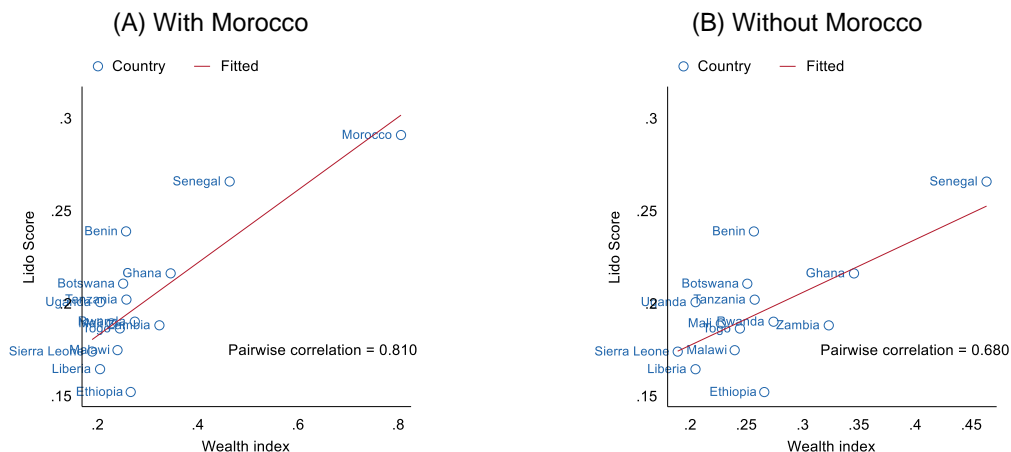 (A) With Morocco
Country
Fitted
.3
.25
.2
.15
Lido Score
Morocco
Senegal
Benin
Ghana
Botswana
Tanzania
Uganda
Rwanda
Zambia
Togo
Sierra Leone
Malawi
Liberia
Ethiopia
Pairwise correlation = 0.810
.2 .4 .6 .8
Wealth index
(B) Without Morocco
Country
Fitted
.3
.25
.2
.15
Lido Score
Senegal
Benin
Ghana
Botswana
Tanzania
Uganda
Mali
Rwanda
Togo
Zambia
Sierra Leone
Malawi
Liberia
Ethiopia
Pairwise correlation = 0.680
.2 .25 .3 .35 .4 .45
Wealth index